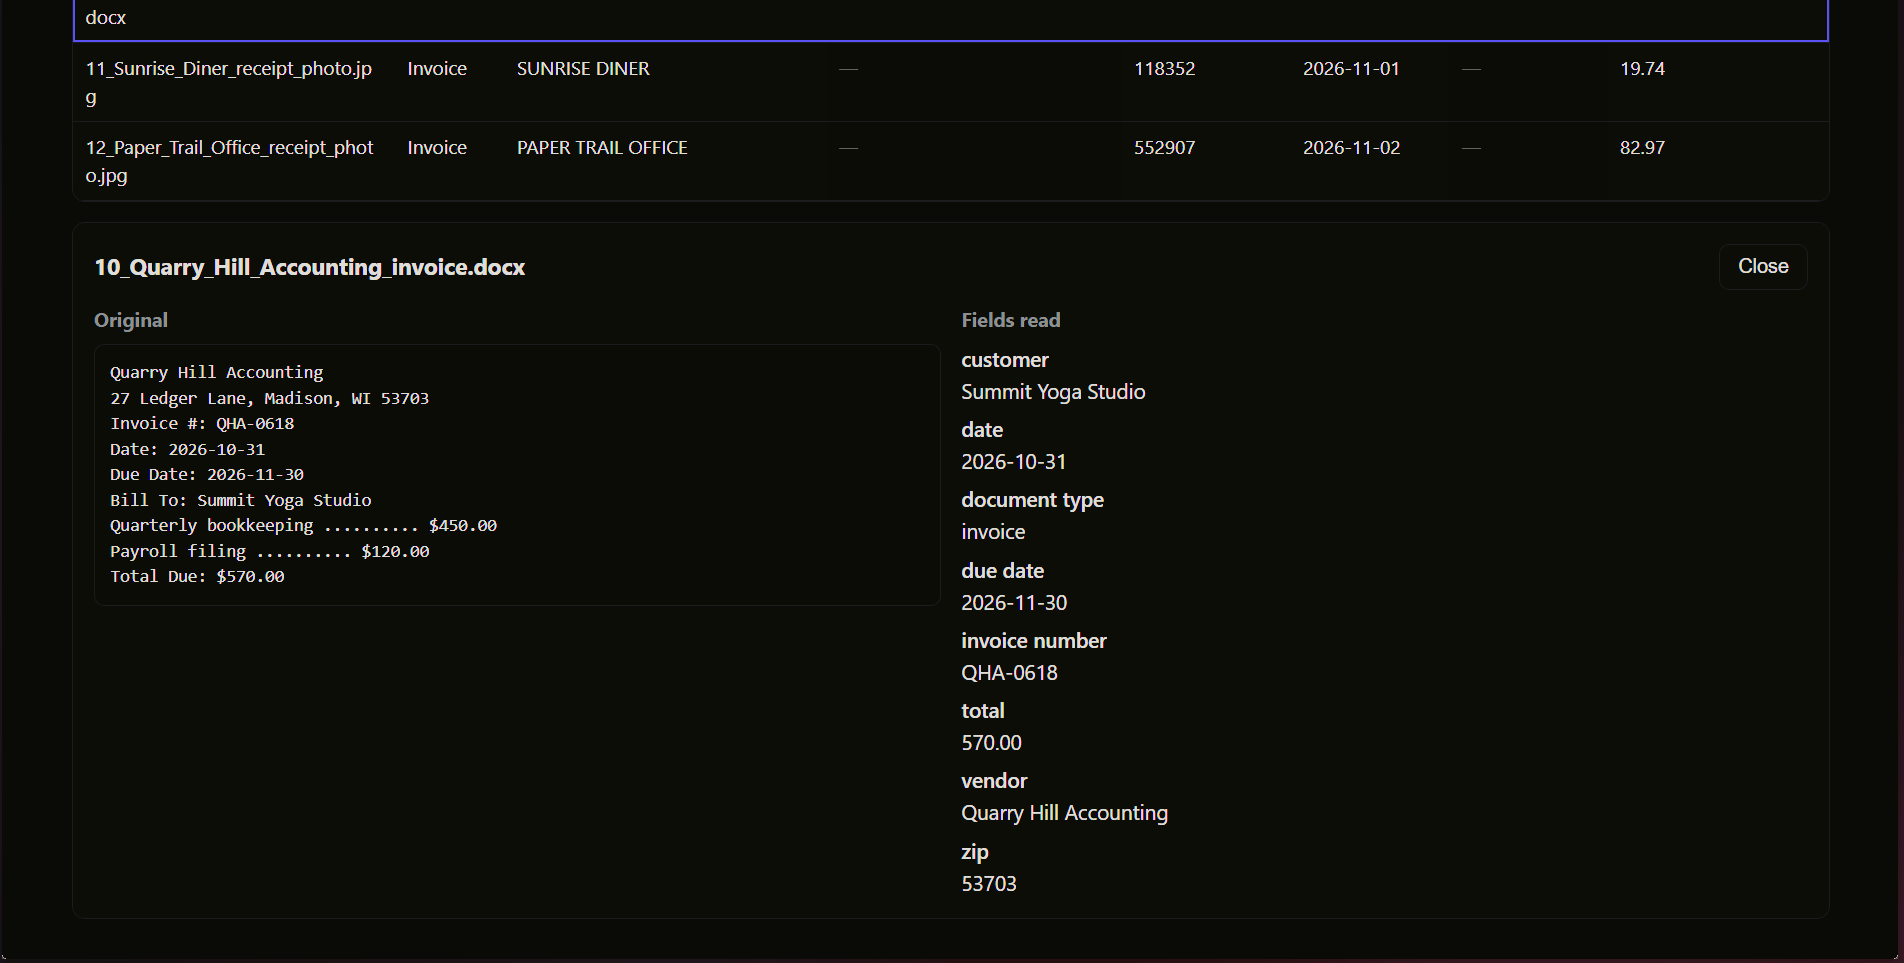 docx
11_Sunrise_Diner_receipt_photo.jp Invoice SUNRISE DINER — 118352 2026-11-01 — 19.74
g
12_Paper_Trail_Office_receipt_phot Invoice PAPER TRAIL OFFICE — 552907 2026-11-02 — 82.97
o.jpg
10_Quarry_Hill_Accounting_invoice.docx
Close
Original
Quarry Hill Accounting
27 Ledger Lane, Madison, WI 53703
Invoice #: QHA-0618
Date: 2026-10-31
Due Date: 2026-11-30
Bill To: Summit Yoga Studio
Quarterly bookkeeping .......... $450.00
Payroll filing .......... $120.00
Total Due: $570.00
Fields read
customer
Summit Yoga Studio
date
2026-10-31
document type
invoice
due date
2026-11-30
invoice number
QHA-0618
total
570.00
vendor
Quarry Hill Accounting
zip
53703